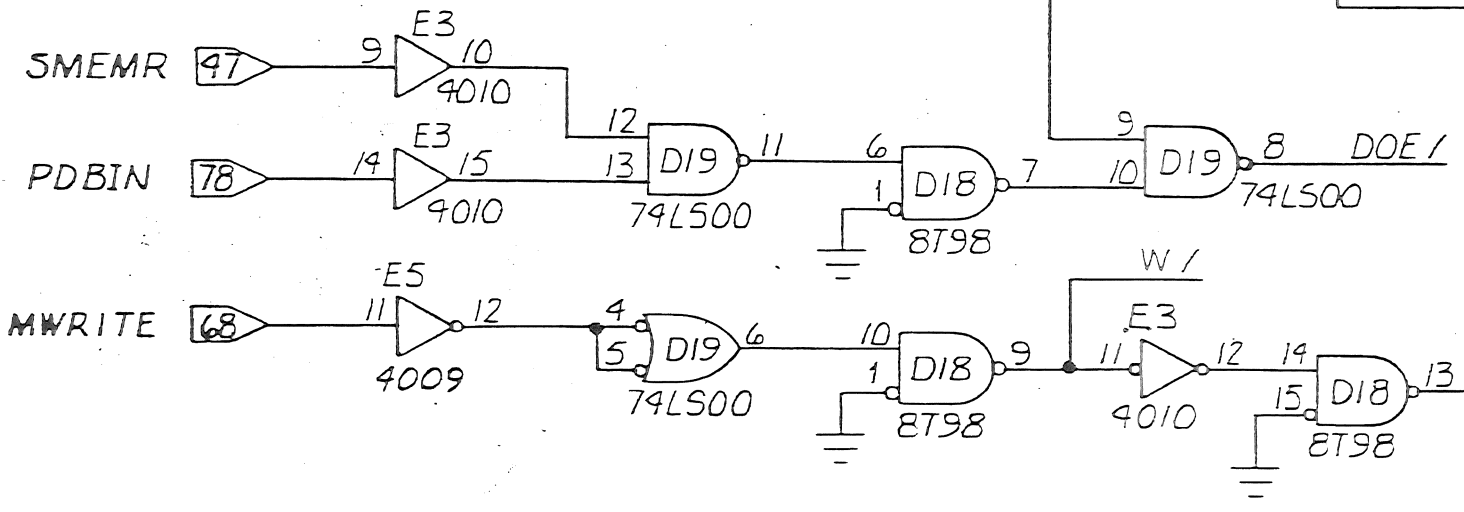 E3
SMEMR 47 9 10
4010
E3
12 9
PDBIN 78 14 15 13 D19 11 6 D18 7 10 D19 8 DOE/
4010 74LS00 1 8T98 74LS00
E5 W/
MWRITE 68 11 12 4 D19 6 10 D18 9 E3 11 12 14 D18 13
4009 5 74LS00 1 8T98 4010 15 8T98